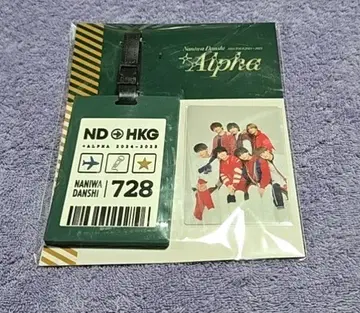 Naniwa Danshi
+Alpha
ND HKG
+ALPHA 2024-2025
NANIWA
DANSHI
728